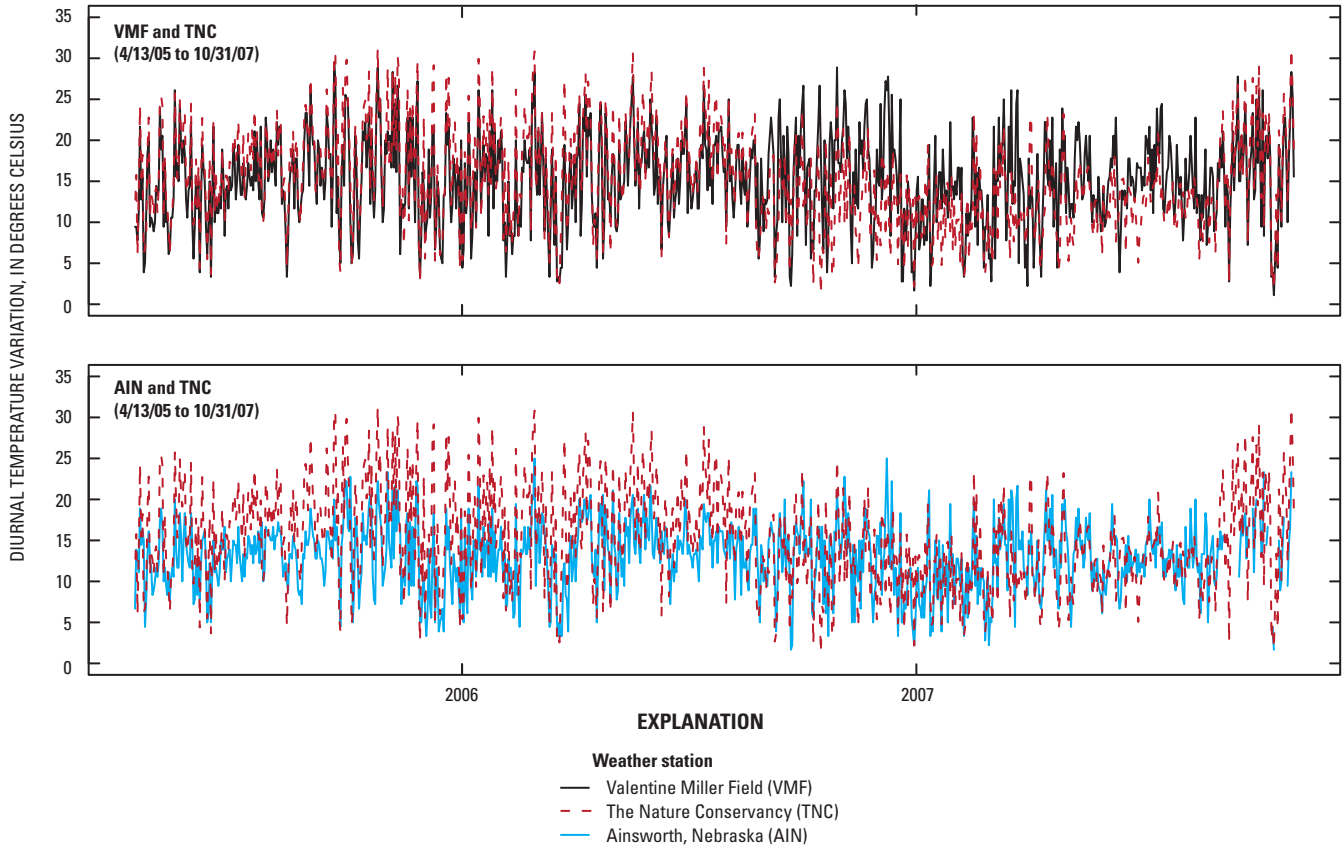 DIURNAL TEMPERATURE VARIATION, IN DEGREES CELSIUS
VMF and TNC
(4/13/05 to 10/31/07)
35
30
25
20
15
10
5
0
AIN and TNC
(4/13/05 to 10/31/07)
35
30
25
20
15
10
5
0
2006
2007
EXPLANATION
Weather station
Valentine Miller Field (VMF)
The Nature Conservancy (TNC)
Ainsworth, Nebraska (AIN)